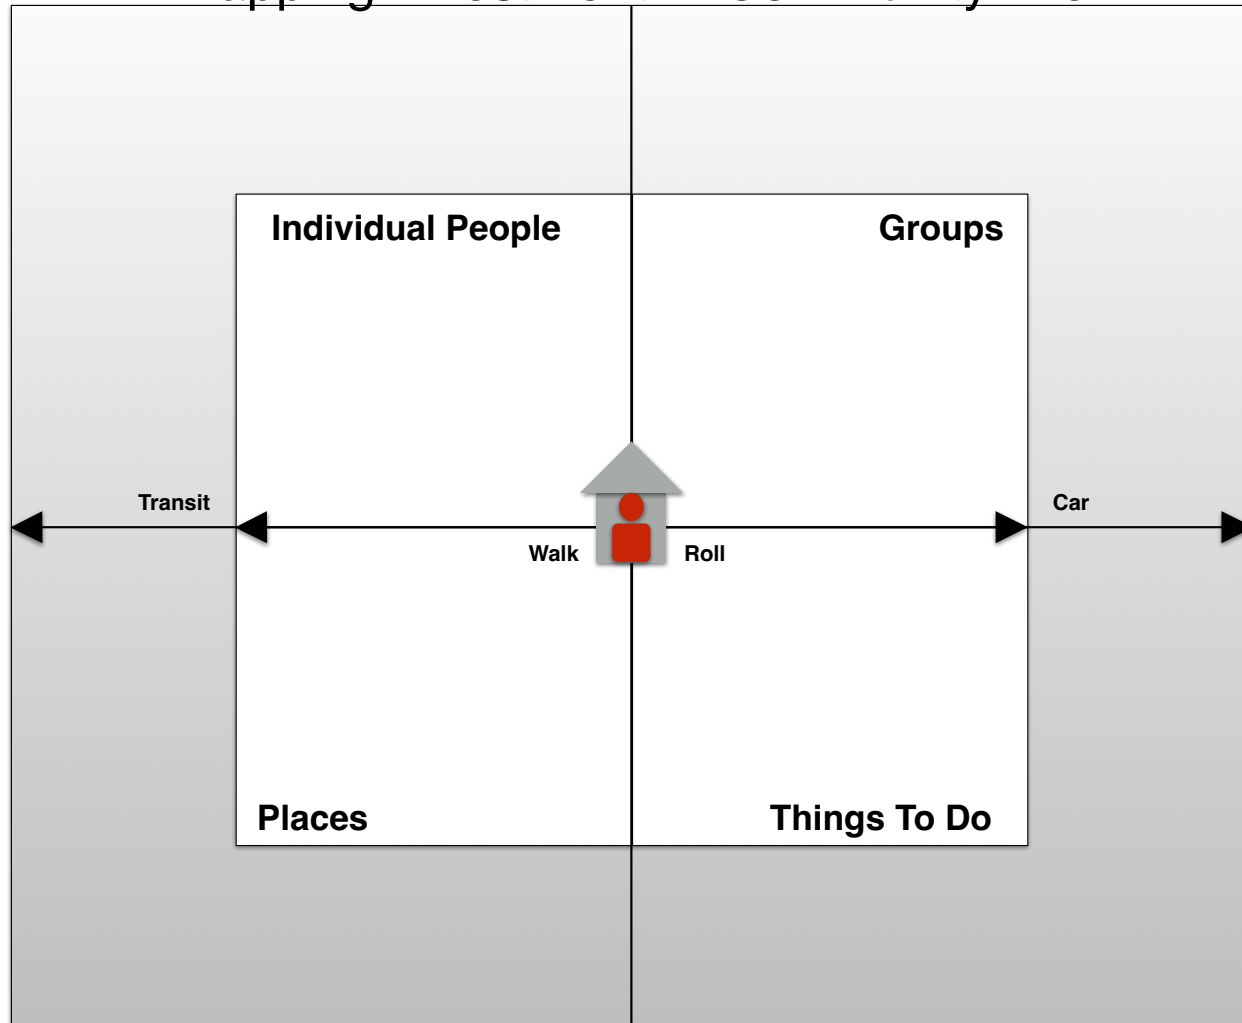 Individual People
Groups
Transit
Car
Walk
Roll
Places
Things To Do